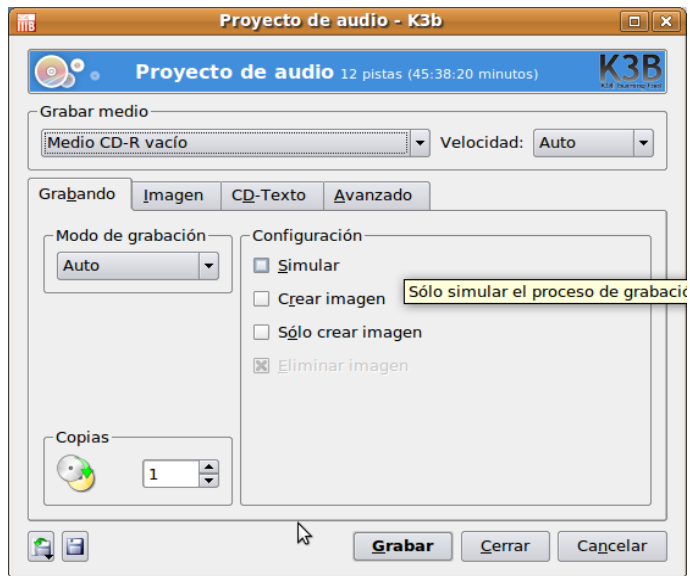 Proyecto de audio - K3b
Proyecto de audio 12 pistas (45:38:20 minutos)
K3B
Grabar medio
Medio CD-R vacío
Velocidad: Auto
Grabando Imagen CD-Texto Avanzado
Modo de grabación
Auto
Configuración
Simular
Sólo simular el proceso de grabació
Crear imagen
Sólo crear imagen
Eliminar imagen
Copias
1
Grabar Cerrar Cancelar